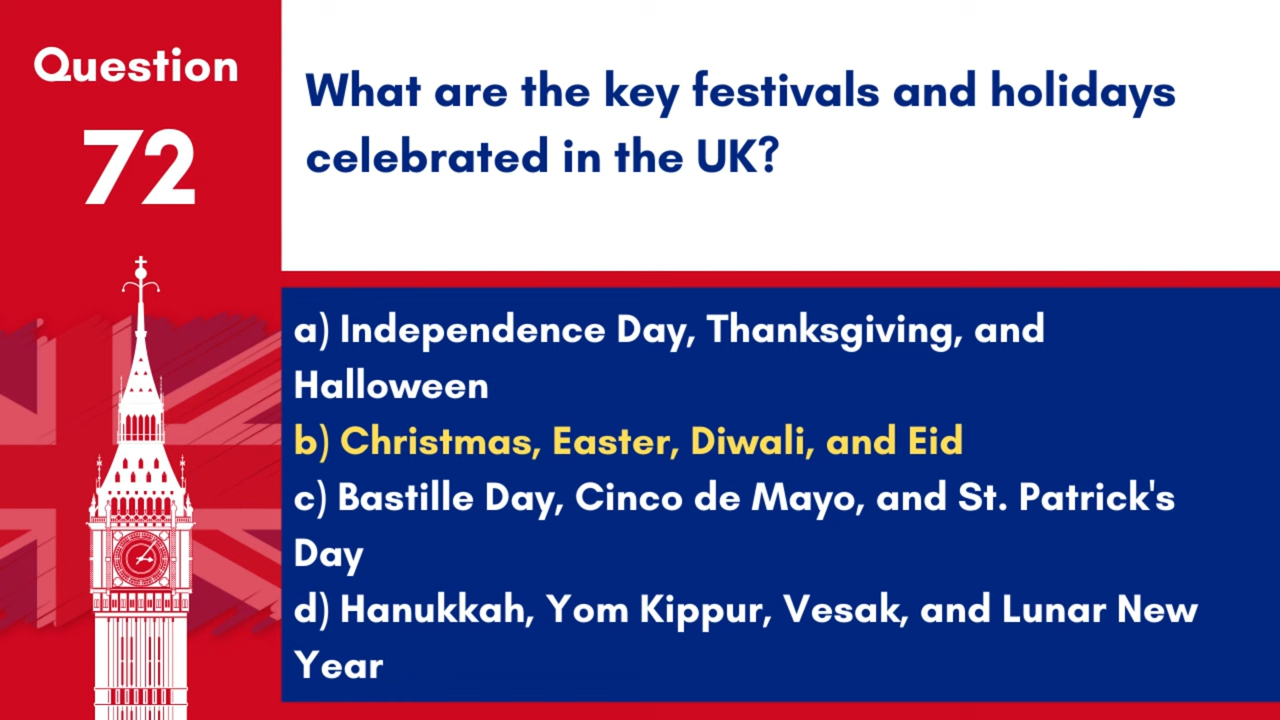 Question
72
What are the key festivals and holidays
celebrated in the UK?
a) Independence Day, Thanksgiving, and
Halloween
b) Christmas, Easter, Diwali, and Eid
c) Bastille Day, Cinco de Mayo, and St. Patrick's
Day
d) Hanukkah, Yom Kippur, Vesak, and Lunar New
Year